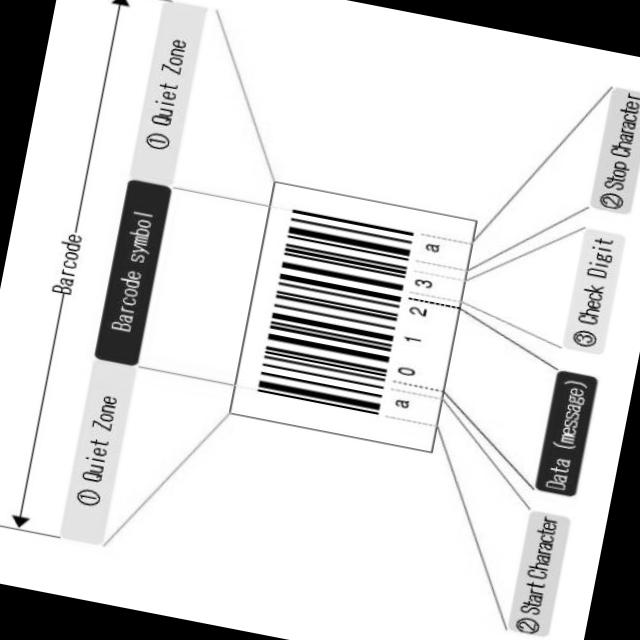 Barcode
① Quiet Zone
Barcode symbol
① Quiet Zone
a 0 1 2 3 a
② Start Character
Data (message)
③ Check Digit
② Stop Character